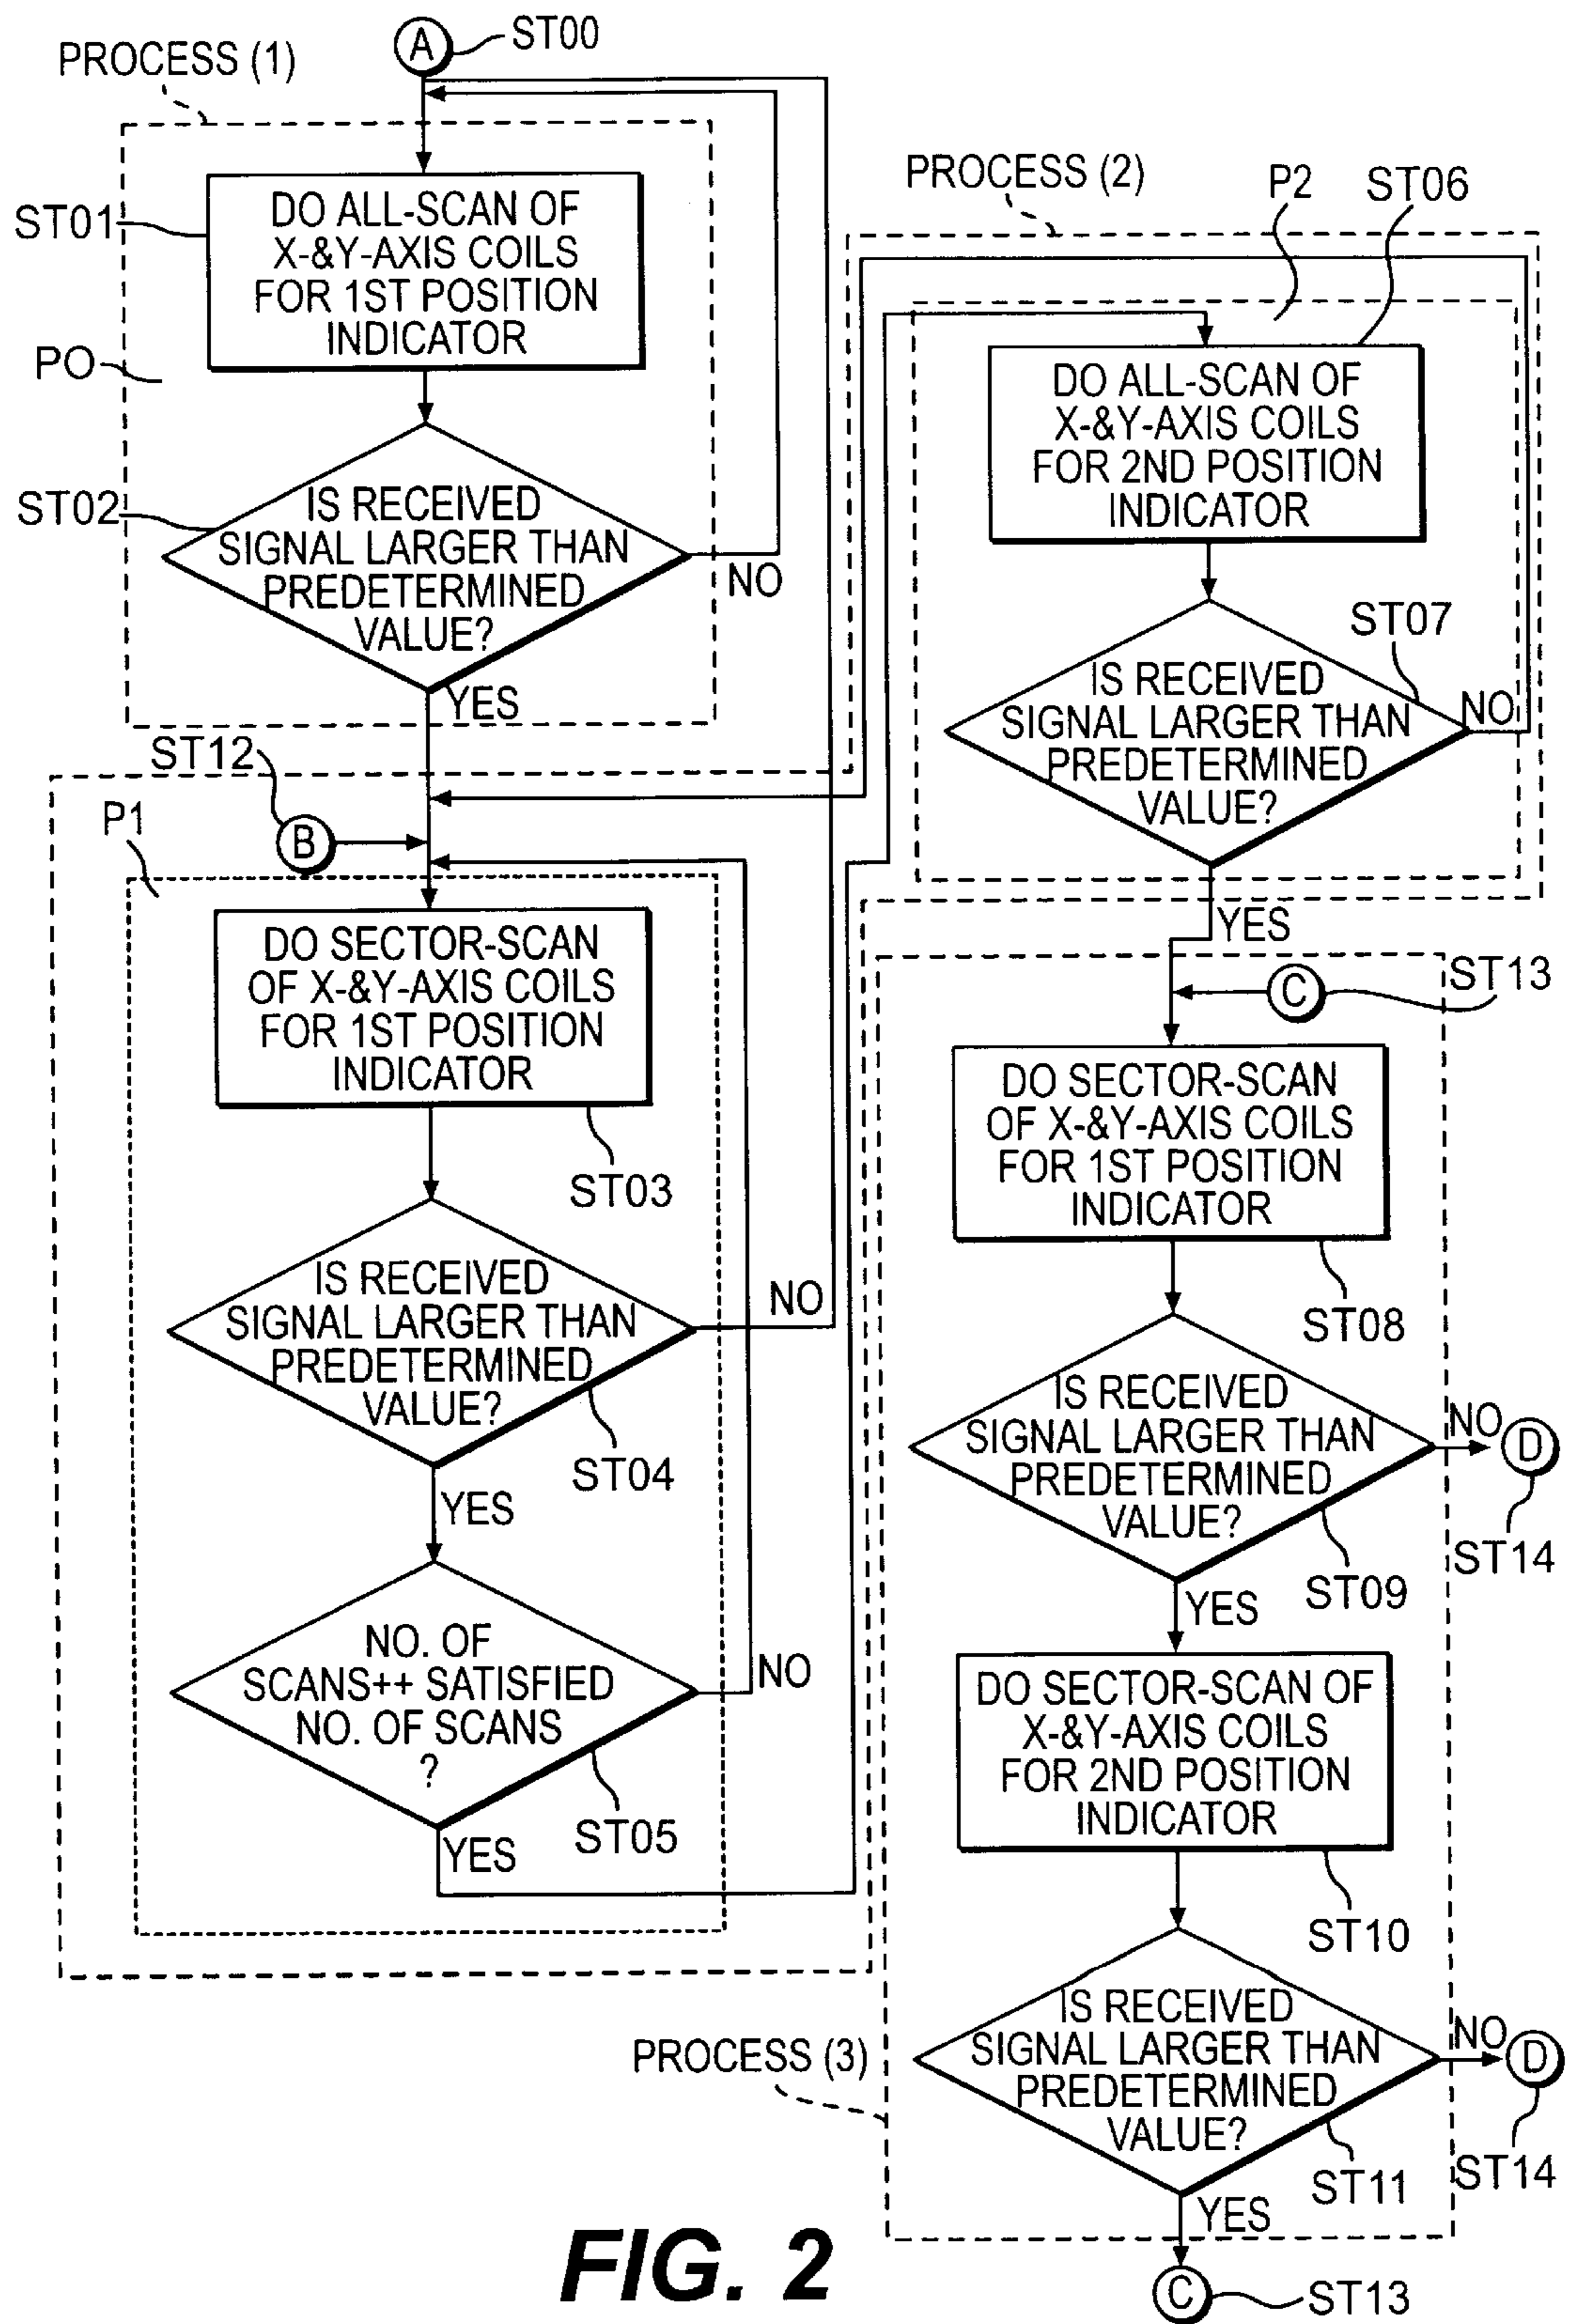 A
ST00
PROCESS (1)
ST01
DO ALL-SCAN OF
X-&Y-AXIS COILS
FOR 1ST POSITION
INDICATOR
PO
ST02
IS RECEIVED
SIGNAL LARGER THAN
PREDETERMINED
VALUE?
NO
YES
ST12
B
P1
DO SECTOR-SCAN
OF X-&Y-AXIS COILS
FOR 1ST POSITION
INDICATOR
ST03
IS RECEIVED
SIGNAL LARGER THAN
PREDETERMINED
VALUE?
NO
ST04
YES
NO. OF
SCANS++ SATISFIED
NO. OF SCANS
?
NO
ST05
YES
PROCESS (2)
P2
ST06
DO ALL-SCAN OF
X-&Y-AXIS COILS
FOR 2ND POSITION
INDICATOR
ST07
IS RECEIVED
SIGNAL LARGER THAN
PREDETERMINED
VALUE?
NO
YES
C
ST13
DO SECTOR-SCAN
OF X-&Y-AXIS COILS
FOR 1ST POSITION
INDICATOR
ST08
IS RECEIVED
SIGNAL LARGER THAN
PREDETERMINED
VALUE?
NO
D
ST14
ST09
YES
DO SECTOR-SCAN OF
X-&Y-AXIS COILS
FOR 2ND POSITION
INDICATOR
ST10
IS RECEIVED
SIGNAL LARGER THAN
PREDETERMINED
VALUE?
NO
D
ST14
PROCESS (3)
ST11
YES
C
ST13
FIG. 2